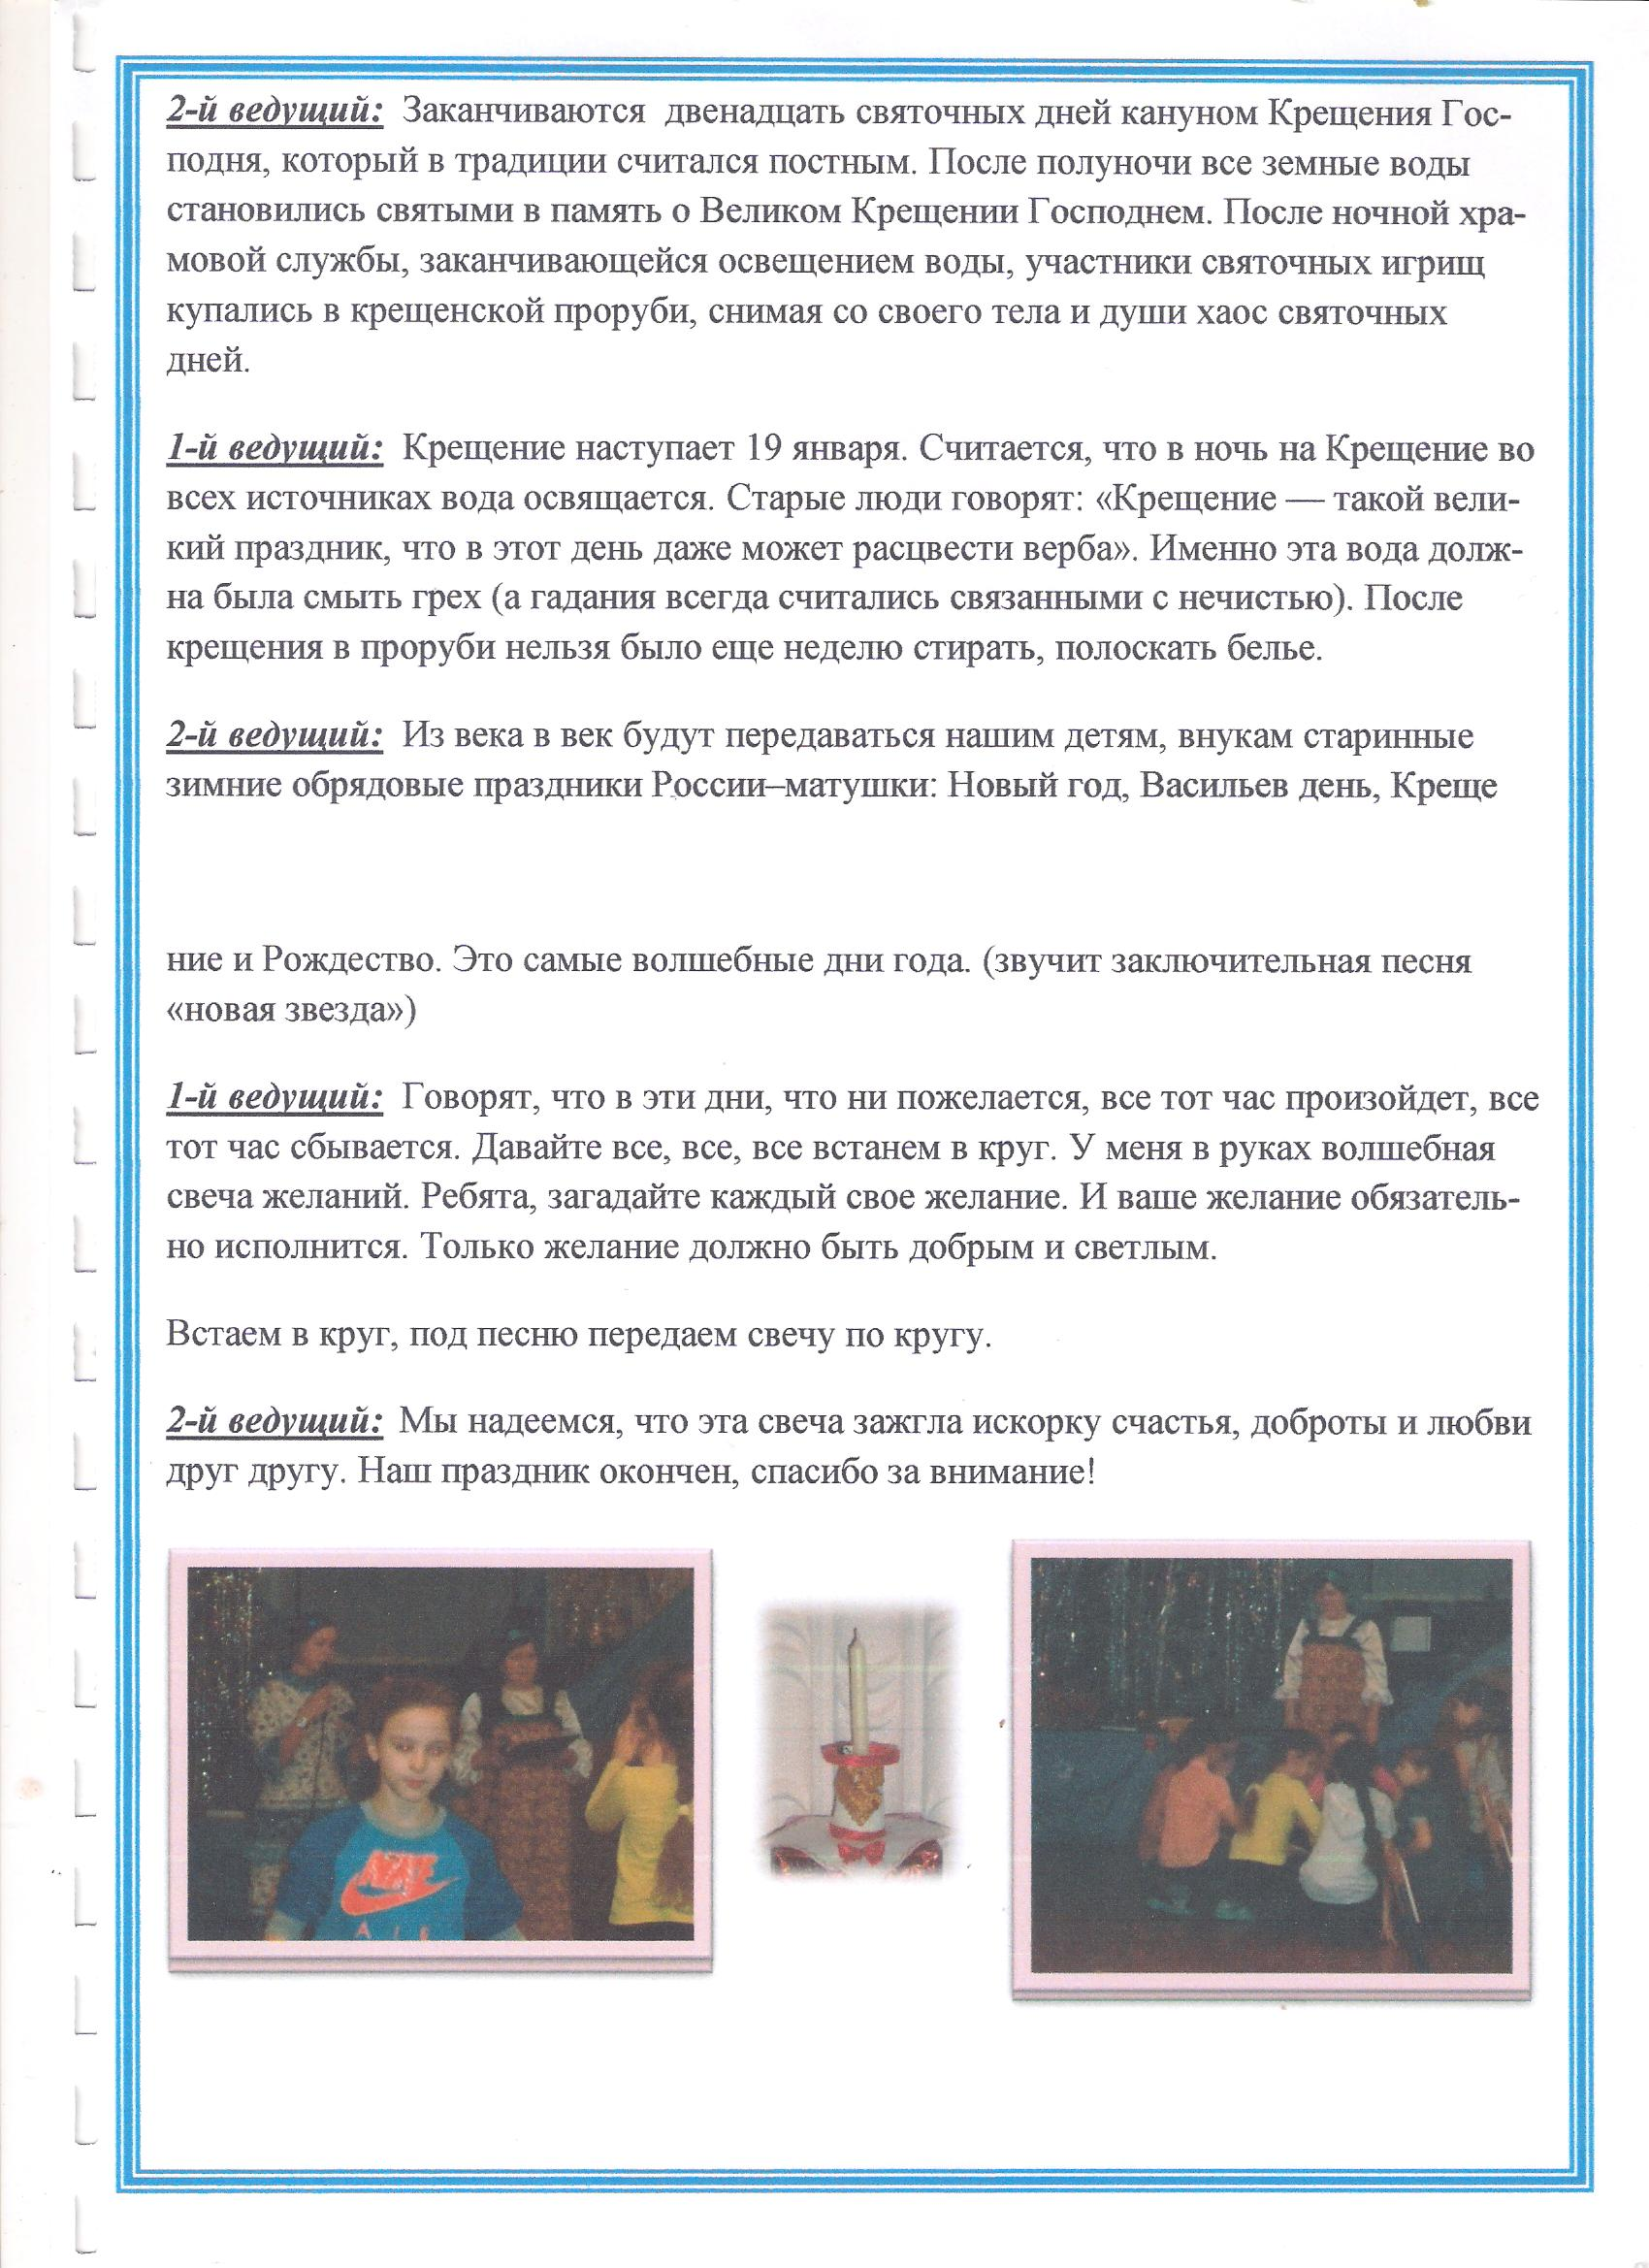 2-й ведущий: Заканчиваются двенадцать святочных дней кануном Крещения Гос-
подня, который в традиции считался постным. После полуночи все земные воды
становились святыми в память о Великом Крещении Господнем. После ночной хра-
мовой службы, заканчивающейся освещением воды, участники святочных игрищ
купались в крещенской проруби, снимая со своего тела и души хаос святочных
дней.
1-й ведущий: Крещение наступает 19 января. Считается, что в ночь на Крещение во
всех источниках вода освящается. Старые люди говорят: «Крещение — такой вели-
кий праздник, что в этот день даже может расцвести верба». Именно эта вода долж-
на была смыть грех (а гадания всегда считались связанными с нечистью). После
крещения в проруби нельзя было еще неделю стирать, полоскать белье.
2-й ведущий: Из века в век будут передаваться нашим детям, внукам старинные
зимние обрядовые праздники России–матушки: Новый год, Васильев день, Креще
ние и Рождество. Это самые волшебные дни года. (звучит заключительная песня
«новая звезда»)
1-й ведущий: Говорят, что в эти дни, что ни пожелается, все тот час произойдет, все
тот час сбывается. Давайте все, все, все встанем в круг. У меня в руках волшебная
свеча желаний. Ребята, загадайте каждый свое желание. И ваше желание обязатель-
но исполнится. Только желание должно быть добрым и светлым.
Встаем в круг, под песню передаем свечу по кругу.
2-й ведущий: Мы надеемся, что эта свеча зажгла искорку счастья, доброты и любви
друг другу. Наш праздник окончен, спасибо за внимание!
NIKE
AIR